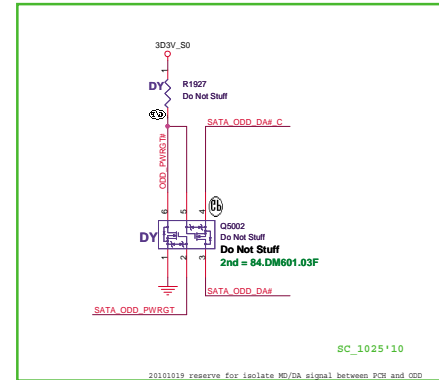 3D3V_S0
1
DY
R1927
Do Not Stuff
SATA_ODD_DA#_C
ODD_PWRGT#
6
5
4
DY
Q5002
Do Not Stuff
Do Not Stuff
2nd = 84.DM601.03F
1
2
3
SATA_ODD_DA#
SATA_ODD_PWRGT
SC_1025'10
20101019 reserve for isolate MD/DA signal between PCH and ODD